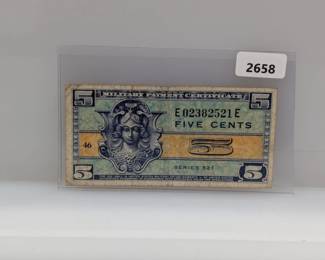 2658
MILITARY PAYMENT CERTIFICATE
5 5
E02382521E
FIVE CENTS
46 5
SERIES 521
5 5